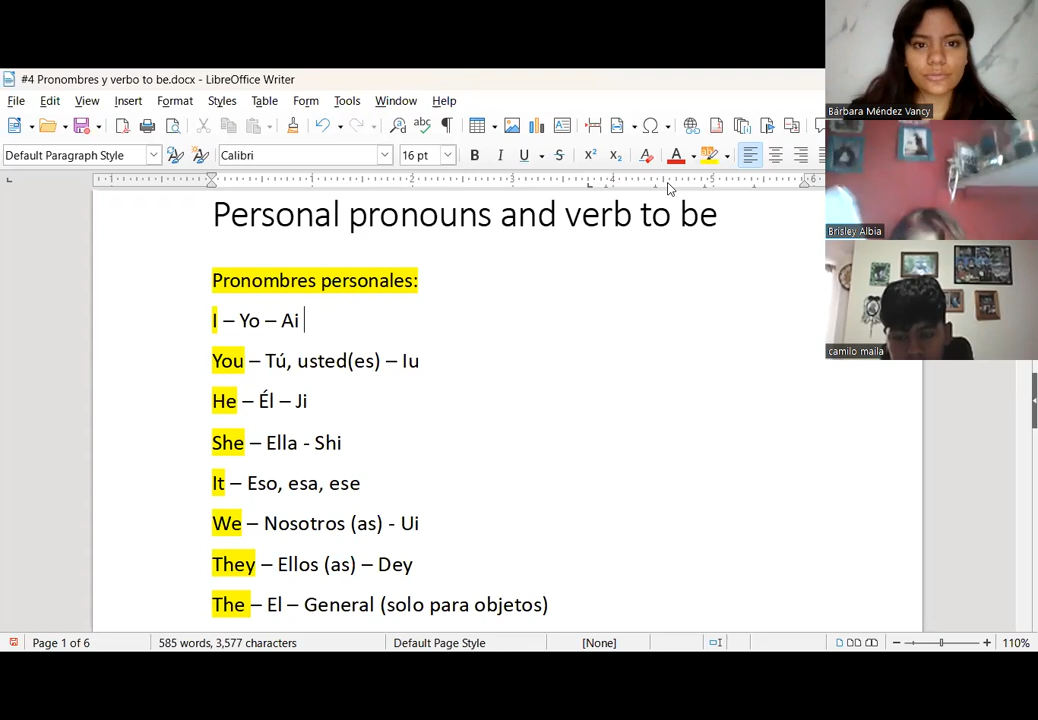 #4 Pronombres y verbo to be.docx - LibreOffice Writer
File Edit View Insert Format Styles Table Form Tools Window Help
Default Paragraph Style Calibri 16 pt
Personal pronouns and verb to be
Pronombres personales:
I – Yo – Ai
You – Tú, usted(es) – Iu
He – Él – Ji
She – Ella - Shi
It – Eso, esa, ese
We – Nosotros (as) - Ui
They – Ellos (as) – Dey
The – El – General (solo para objetos)
Page 1 of 6 585 words, 3,577 characters Default Page Style [None] 110%
Bárbara Méndez Vancy
Brisley Albia
camilo maila